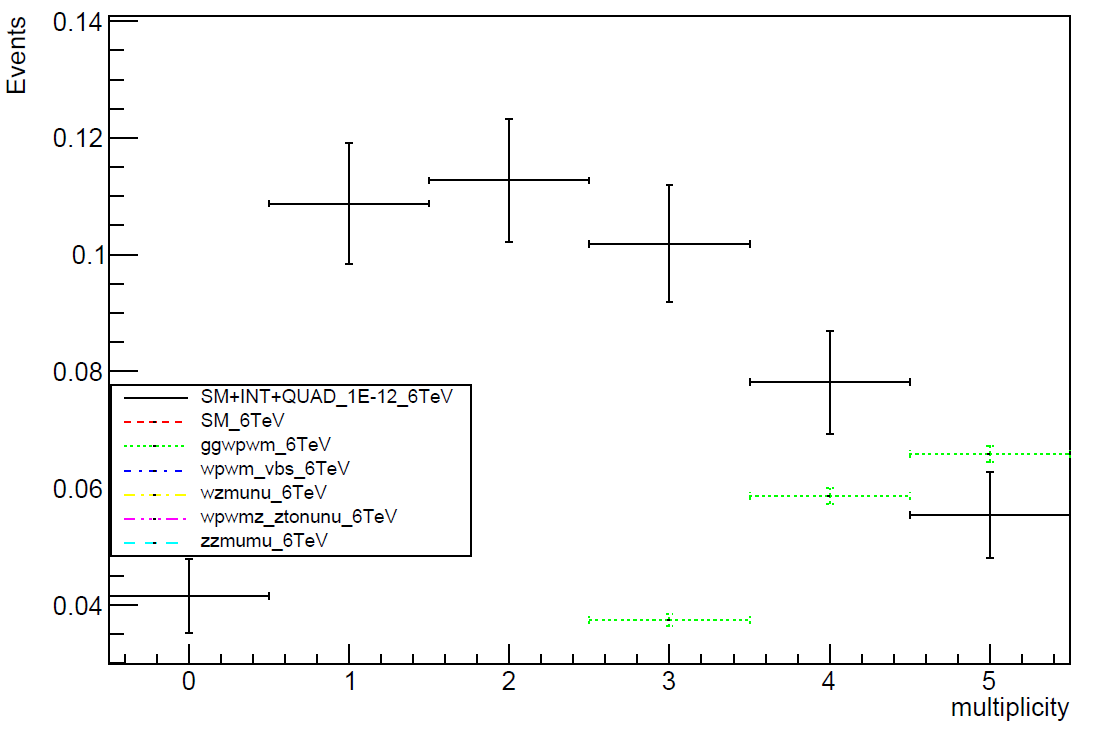 Events
0.14
0.12
0.1
0.08
0.06
0.04
SM+INT+QUAD_1E-12_6TeV
SM_6TeV
ggwpwm_6TeV
wpwm_vbs_6TeV
wzmunu_6TeV
wpwmz_ztonunu_6TeV
zzmumu_6TeV
0 1 2 3 4 5
multiplicity